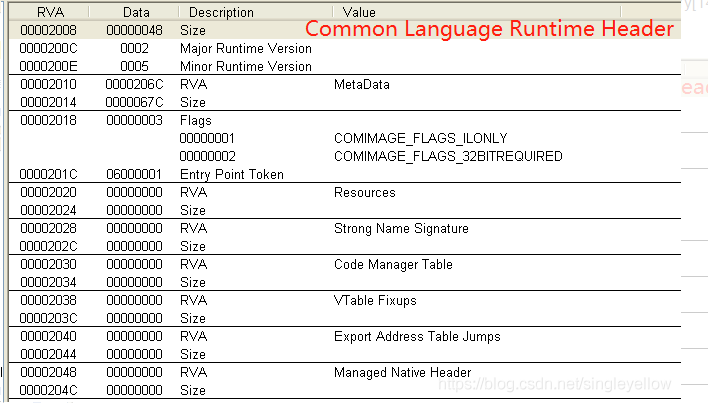 RVA Data Description Value
00002008 00000048 Size Common Language Runtime Header
0000200C 0002 Major Runtime Version
0000200E 0005 Minor Runtime Version
00002010 0000206C RVA MetaData
00002014 0000067C Size
00002018 00000003 Flags
00000001 COMIMAGE_FLAGS_ILONLY
00000002 COMIMAGE_FLAGS_32BITREQUIRED
0000201C 06000001 Entry Point Token
00002020 00000000 RVA Resources
00002024 00000000 Size
00002028 00000000 RVA Strong Name Signature
0000202C 00000000 Size
00002030 00000000 RVA Code Manager Table
00002034 00000000 Size
00002038 00000000 RVA VTable Fixups
0000203C 00000000 Size
00002040 00000000 RVA Export Address Table Jumps
00002044 00000000 Size
00002048 00000000 RVA Managed Native Header
0000204C 00000000 Size
https://blog.csdn.net/singleyellow